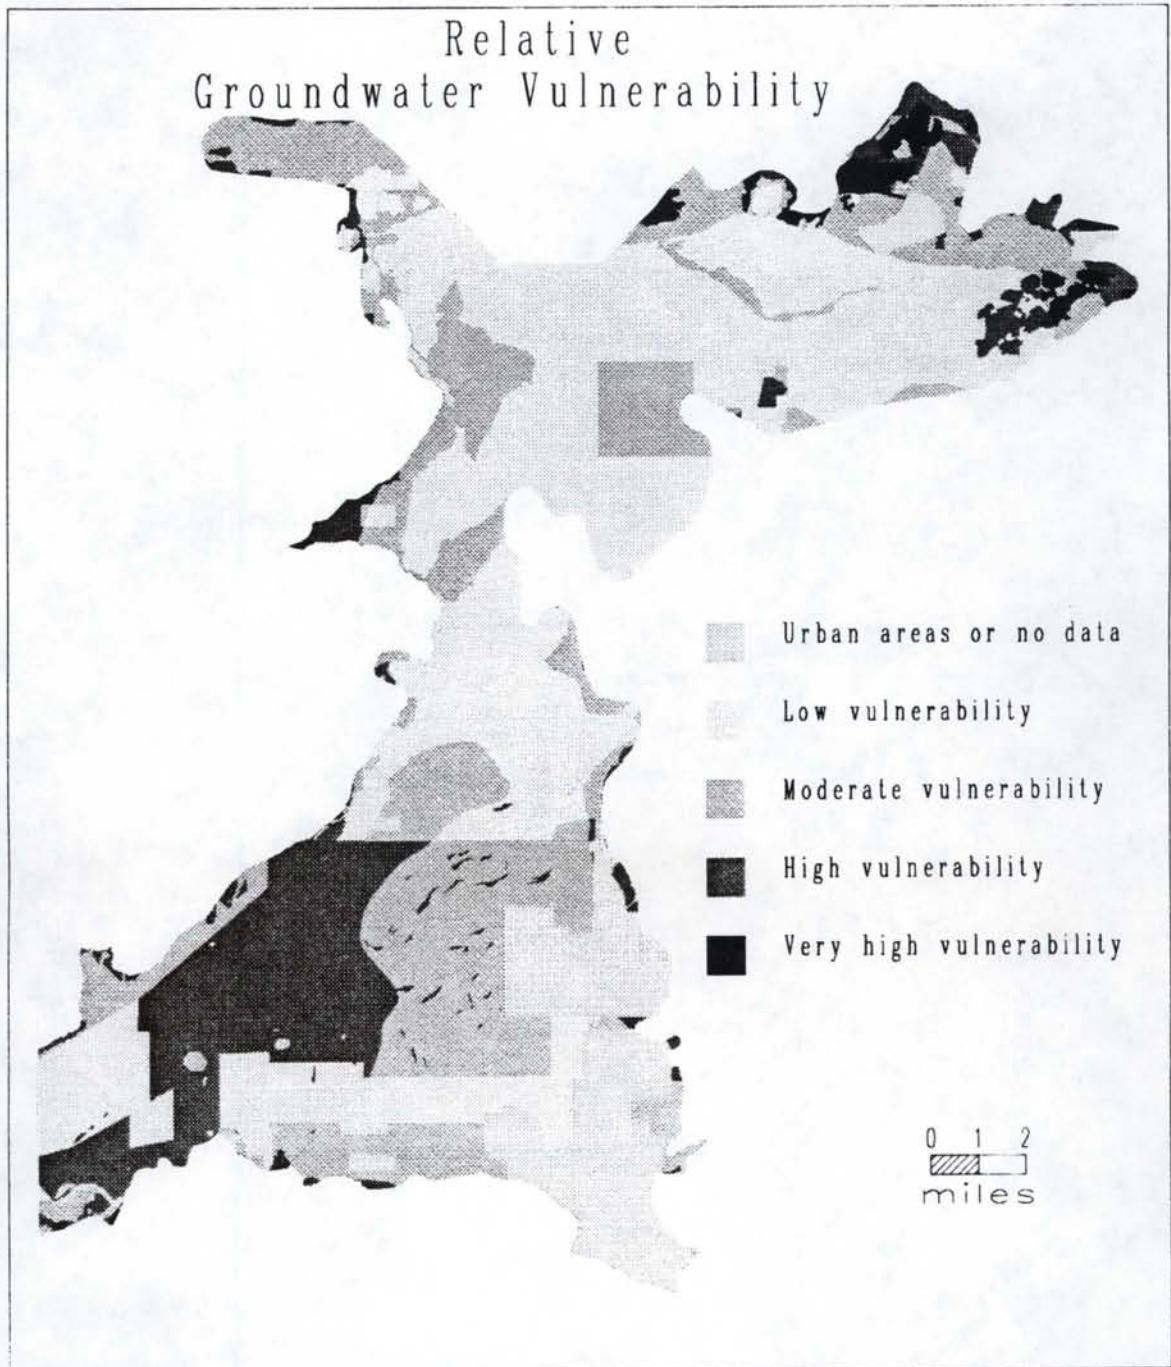 Relative
Groundwater Vulnerability
Urban areas or no data
Low vulnerability
Moderate vulnerability
High vulnerability
Very high vulnerability
0 1 2
miles